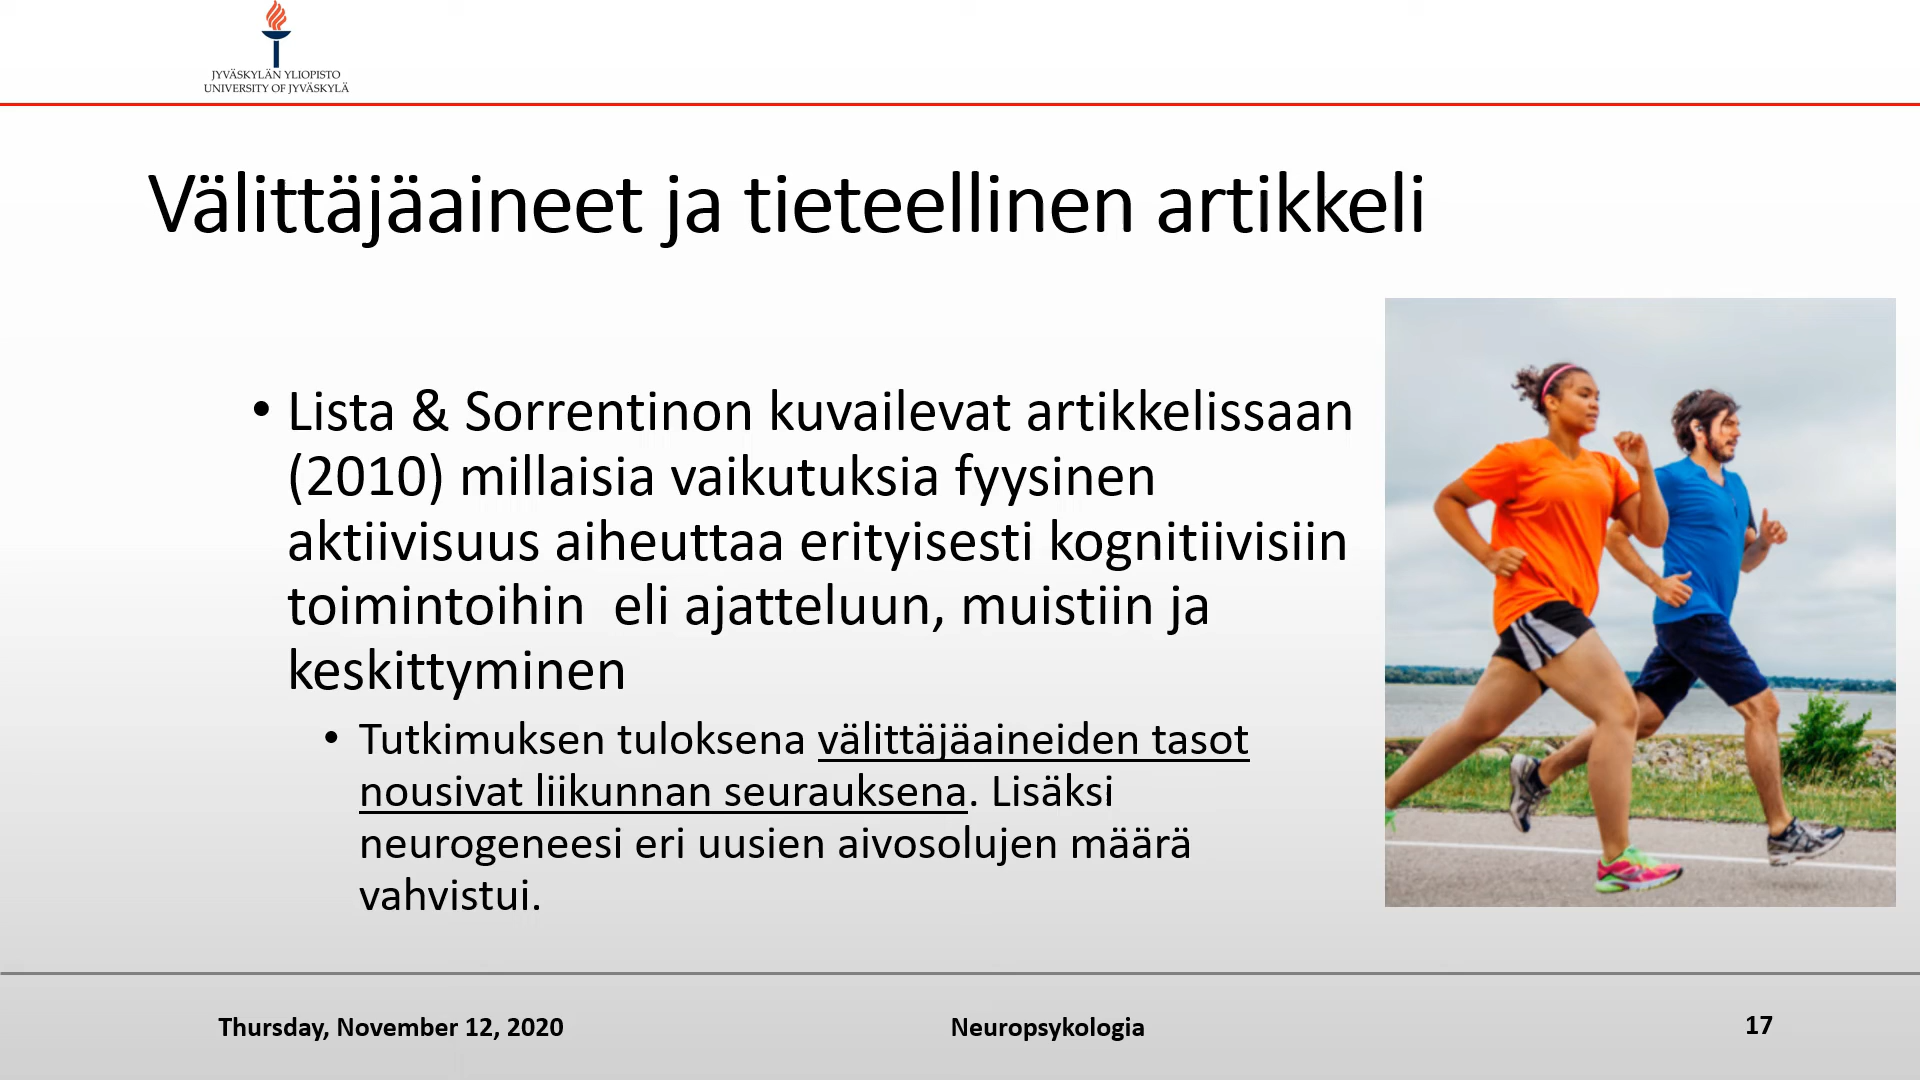 JYVÄSKYLÄN YLIOPISTO
UNIVERSITY OF JYVÄSKYLÄ
Välittäjäaineet ja tieteellinen artikkeli
• Lista & Sorrentinon kuvailevat artikkelissaan
(2010) millaisia vaikutuksia fyysinen
aktiivisuus aiheuttaa erityisesti kognitiivisiin
toimintoihin  eli ajatteluun, muistiin ja
keskittyminen
• Tutkimuksen tuloksena välittäjäaineiden tasot
nousivat liikunnan seurauksena. Lisäksi
neurogeneesi eri uusien aivosolujen määrä
vahvistui.
Thursday, November 12, 2020
Neuropsykologia
17